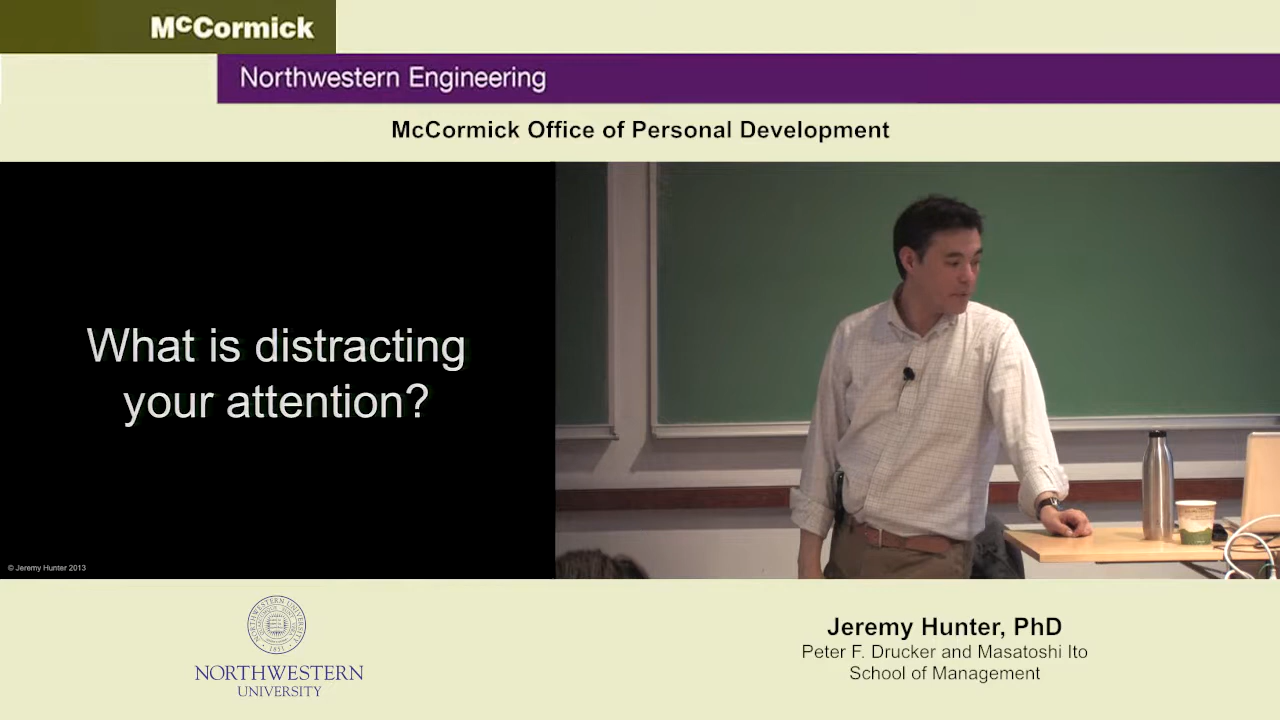 McCormick
Northwestern Engineering
McCormick Office of Personal Development
What is distracting
your attention?
© Jeremy Hunter 2013
NORTHWESTERN
UNIVERSITY
Jeremy Hunter, PhD
Peter F. Drucker and Masatoshi Ito
School of Management